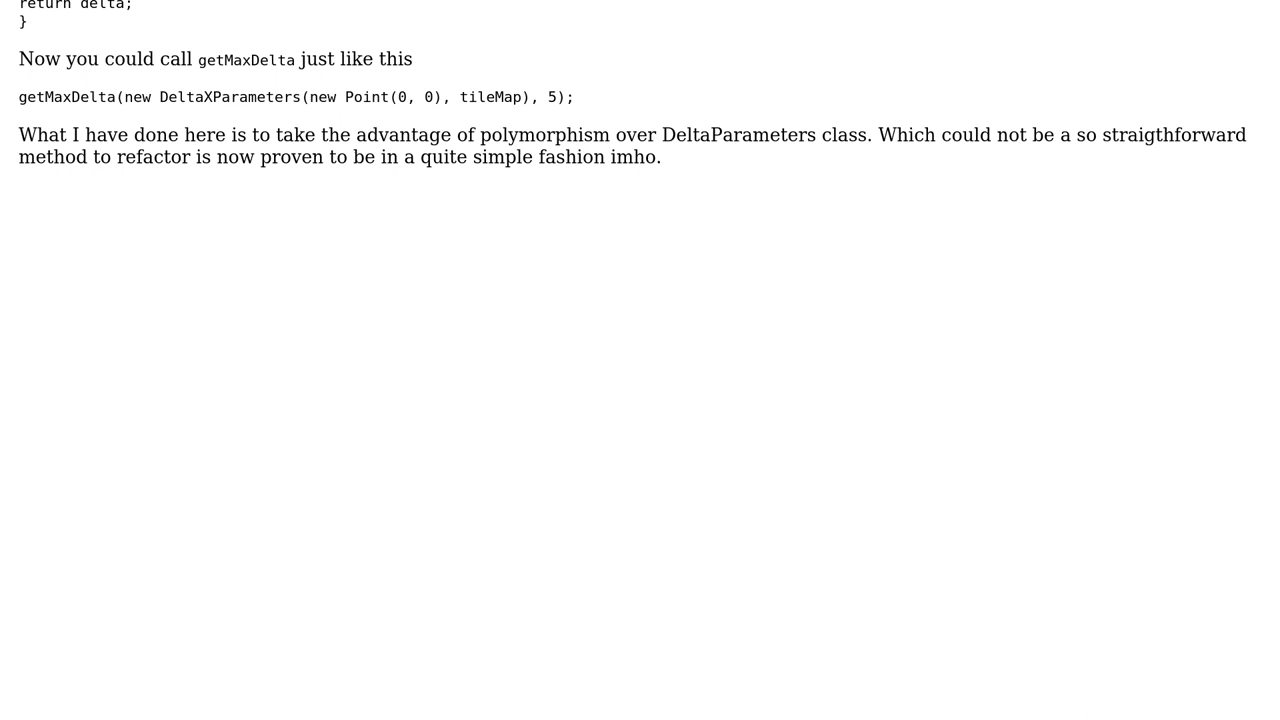 return delta;
}
Now you could call getMaxDelta just like this
getMaxDelta(new DeltaXParameters(new Point(0, 0), tileMap), 5);
What I have done here is to take the advantage of polymorphism over DeltaParameters class. Which could not be a so straigthforward
method to refactor is now proven to be in a quite simple fashion imho.